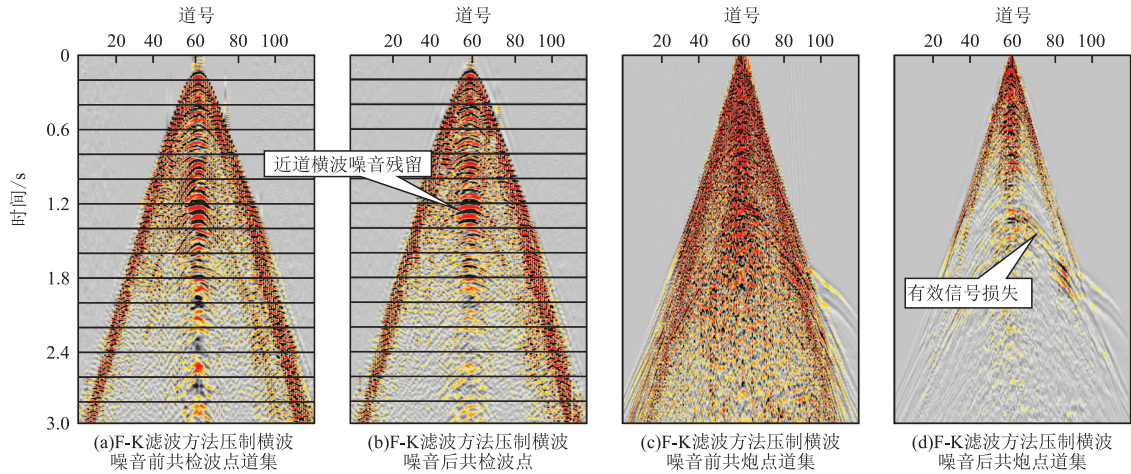 道号 道号 道号 道号
20 40 60 80 100 20 40 60 80 100 20 40 60 80 100 20 40 60 80 100
0
0.6
近道横波噪音残留
1.2
时间/s
1.8
有效信号损失
2.4
3.0
(a)F-K滤波方法压制横波 (b)F-K滤波方法压制横波 (c)F-K滤波方法压制横波 (d)F-K滤波方法压制横波
噪音前共检波点道集 噪音后共检波点 噪音前共炮点道集 噪音后共炮点道集